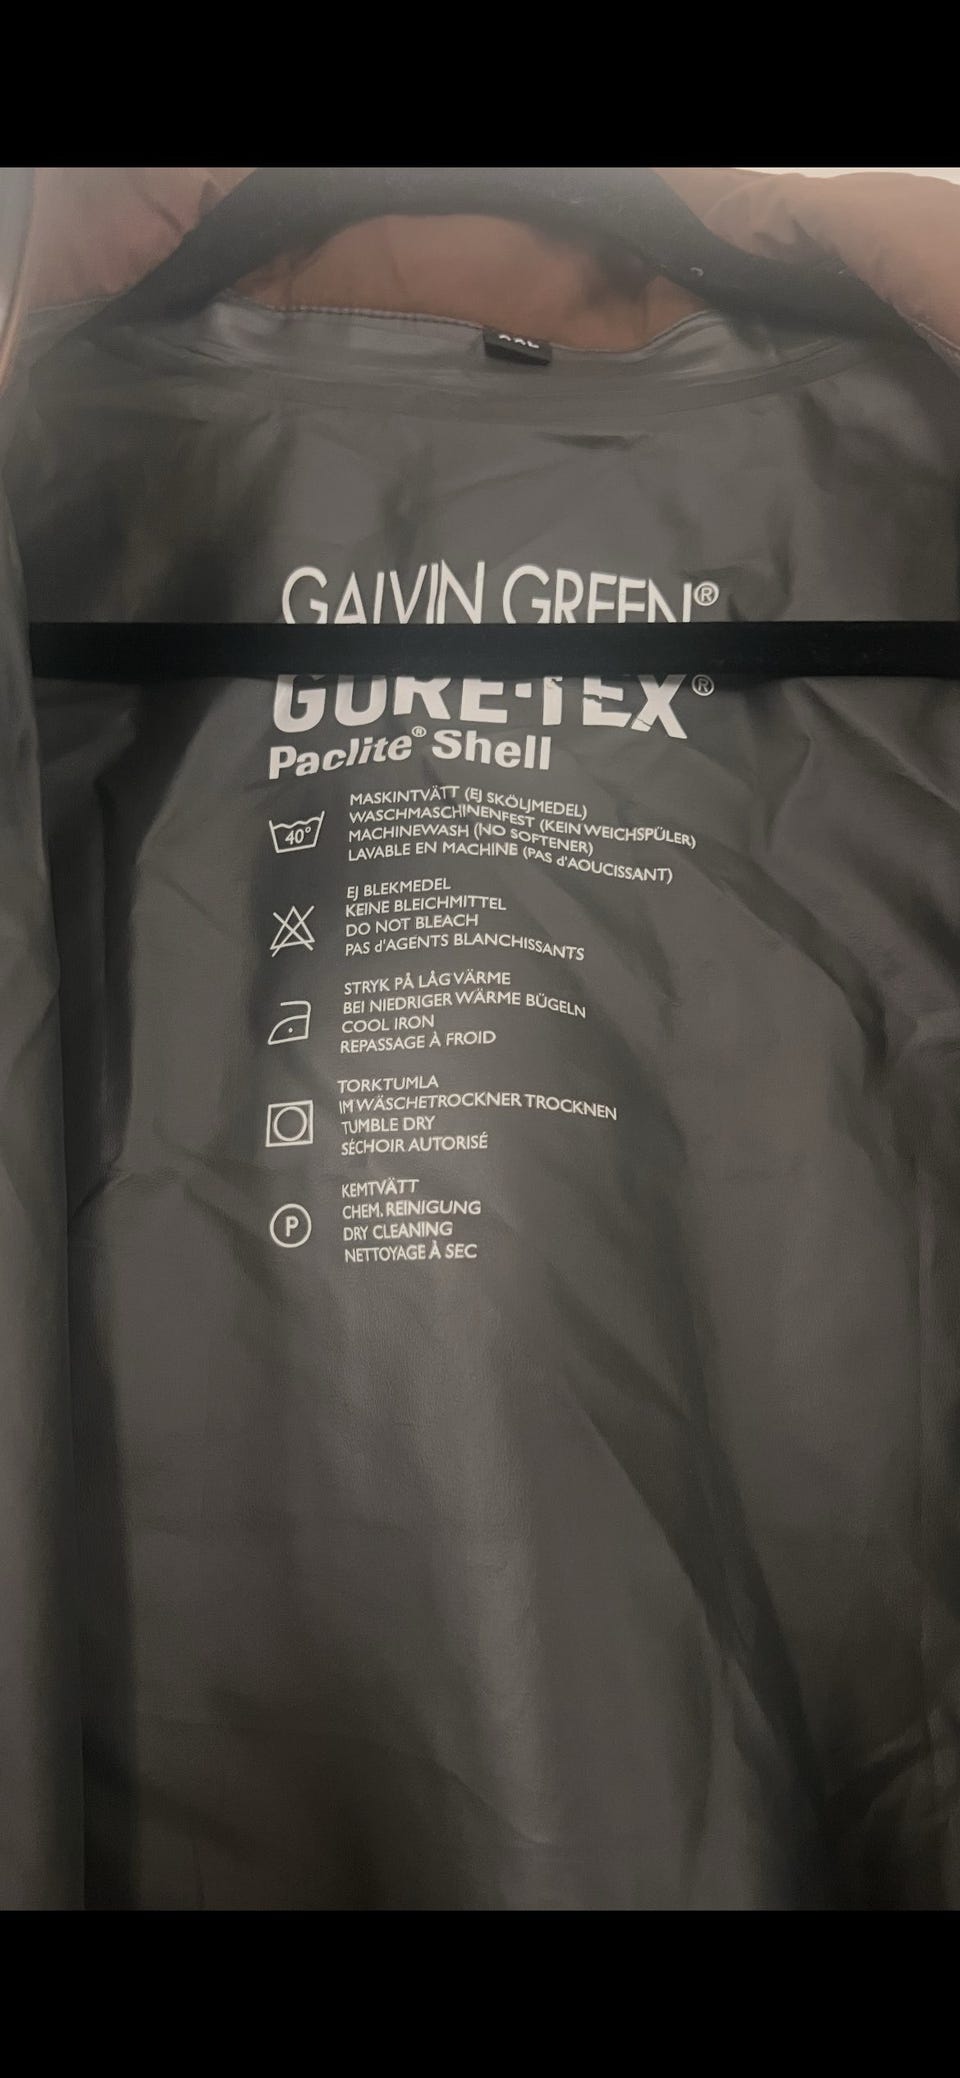 XXL
GALVIN GREEN®
GORE-TEX®
Paclite® Shell
40°
MASKINTVÄTT (EJ SKÖLJMEDEL)
WASCHMASCHINENFEST (KEIN WEICHSPÜLER)
MACHINEWASH (NO SOFTENER)
LAVABLE EN MACHINE (PAS d'AOUCISSANT)
EJ BLEKMEDEL
KEINE BLEICHMITTEL
DO NOT BLEACH
PAS d'AGENTS BLANCHISSANTS
STRYK PÅ LÅG VÄRME
BEI NIEDRIGER WÄRME BÜGELN
COOL IRON
REPASSAGE À FROID
TORKTUMLA
IM WÄSCHETROCKNER TROCKNEN
TUMBLE DRY
SÉCHOIR AUTORISÉ
P
KEMTVÄTT
CHEM. REINIGUNG
DRY CLEANING
NETTOYAGE À SEC